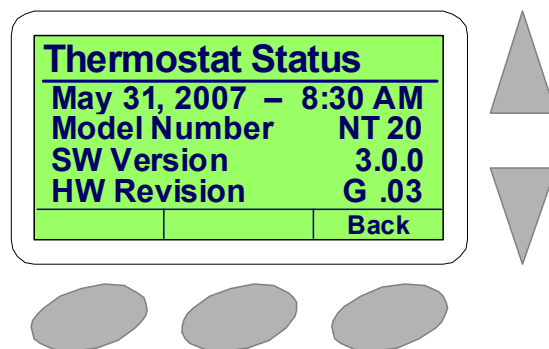 Thermostat Status
May 31, 2007 – 8:30 AM
Model Number NT 20
SW Version 3.0.0
HW Revision G .03
Back